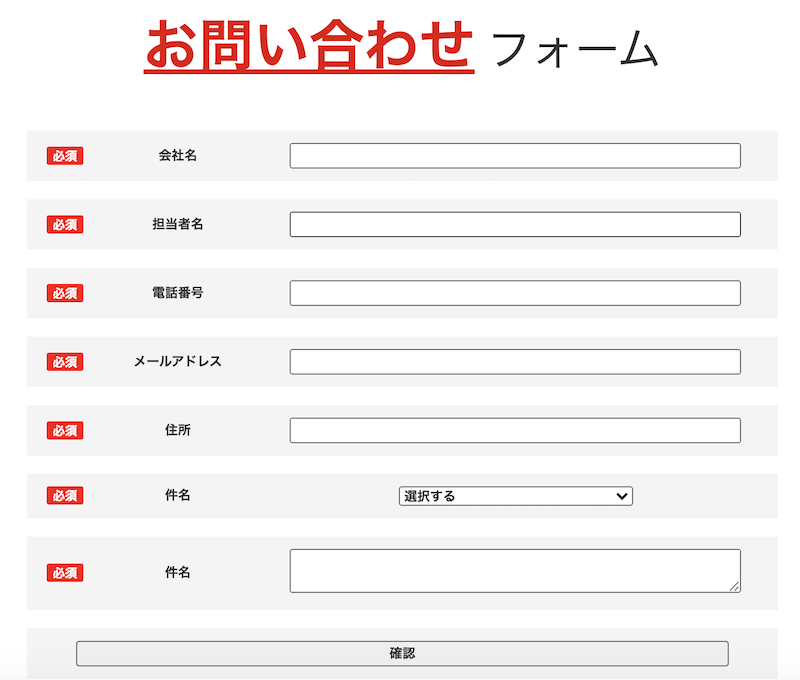 お問い合わせ フォーム
必須 会社名
必須 担当者名
必須 電話番号
必須 メールアドレス
必須 住所
必須 件名 選択する
必須 件名
確認